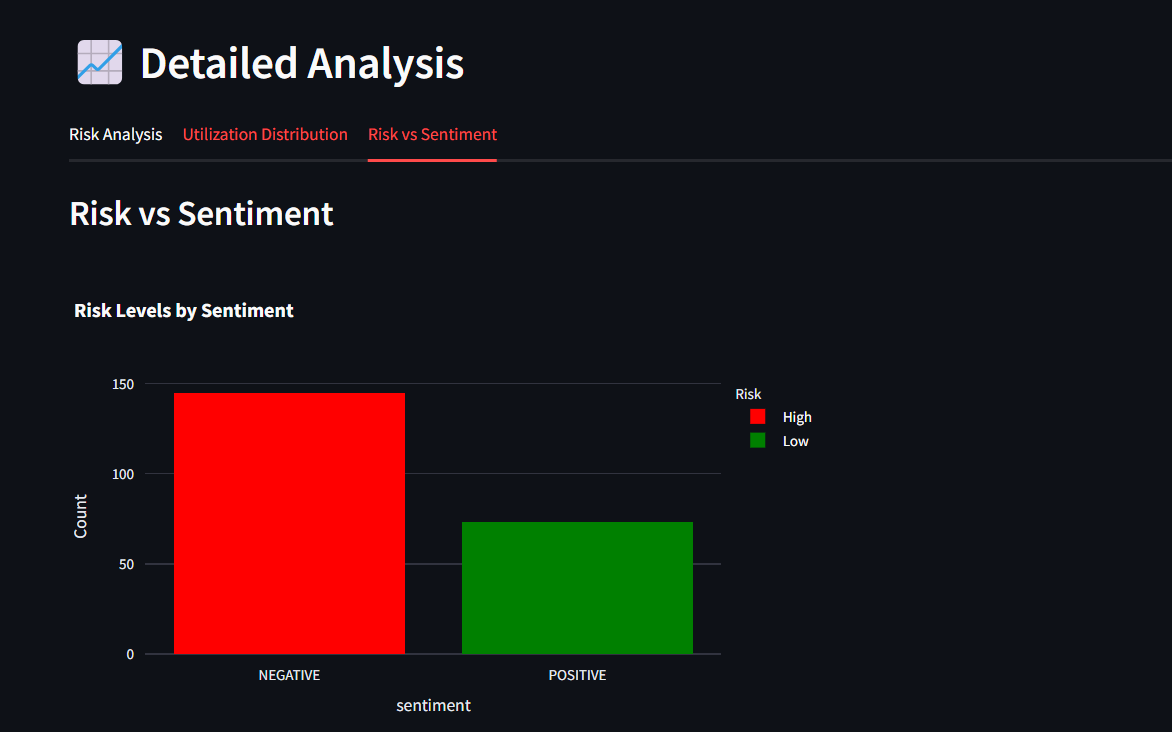 Detailed Analysis
Risk Analysis Utilization Distribution Risk vs Sentiment
Risk vs Sentiment
Risk Levels by Sentiment
150
100
50
0
Count
NEGATIVE POSITIVE
sentiment
Risk
High
Low